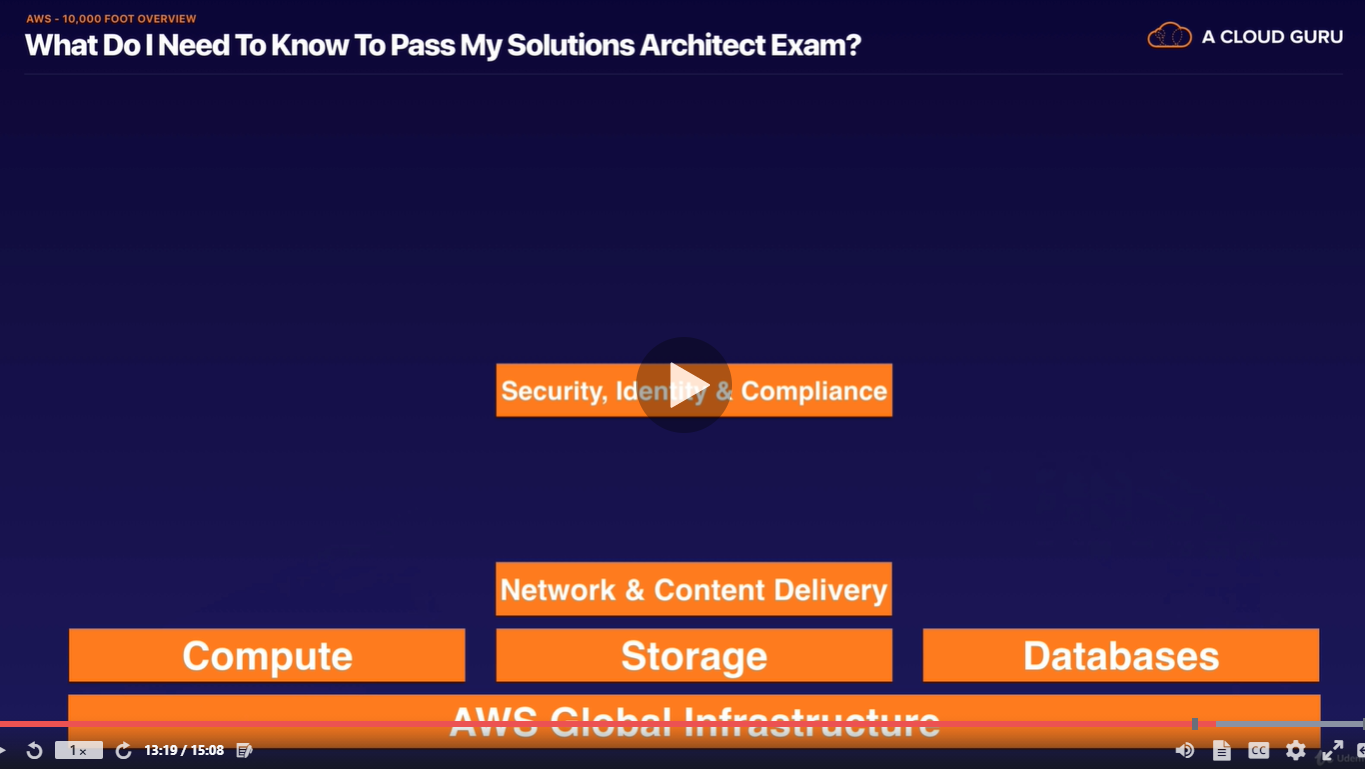 AWS - 10,000 FOOT OVERVIEW
What Do I Need To Know To Pass My Solutions Architect Exam?
A CLOUD GURU
Security, Identity & Compliance
Network & Content Delivery
Compute
Storage
Databases
AWS Global Infrastructure
1×
13:19 / 15:08
CC